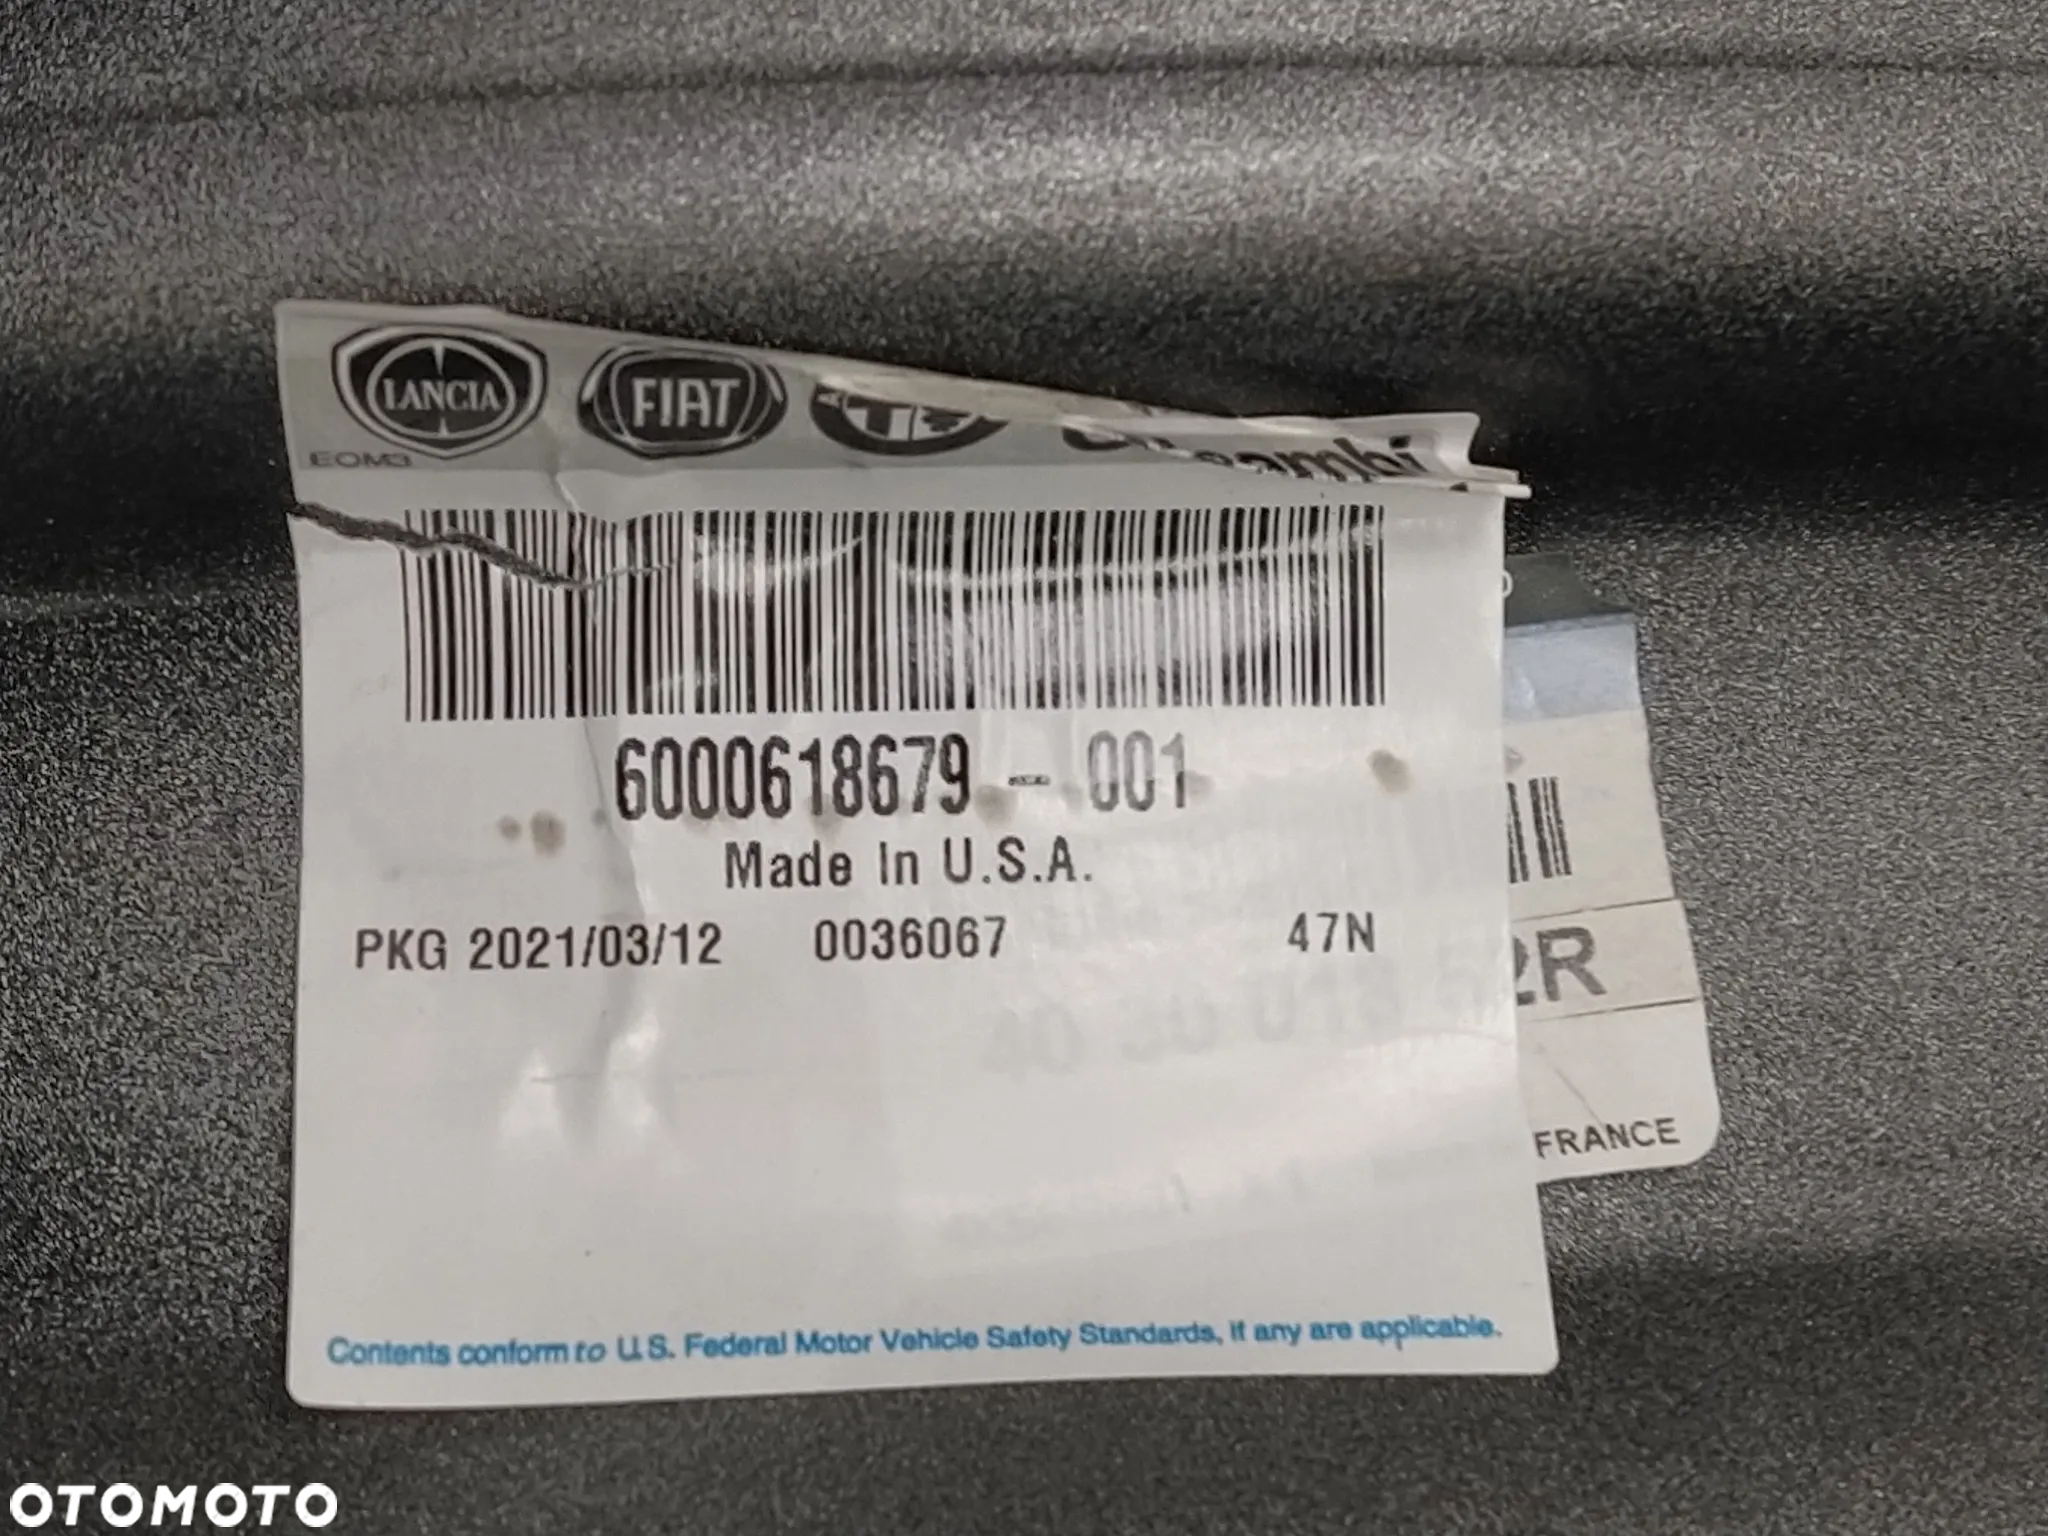 LANCIA
FIAT
EOM3
6000618679 - 001
Made In U.S.A.
PKG 2021/03/12 0036067 47N
2R
FRANCE
Contents conform to U.S. Federal Motor Vehicle Safety Standards, if any are applicable.
OTOMOTO